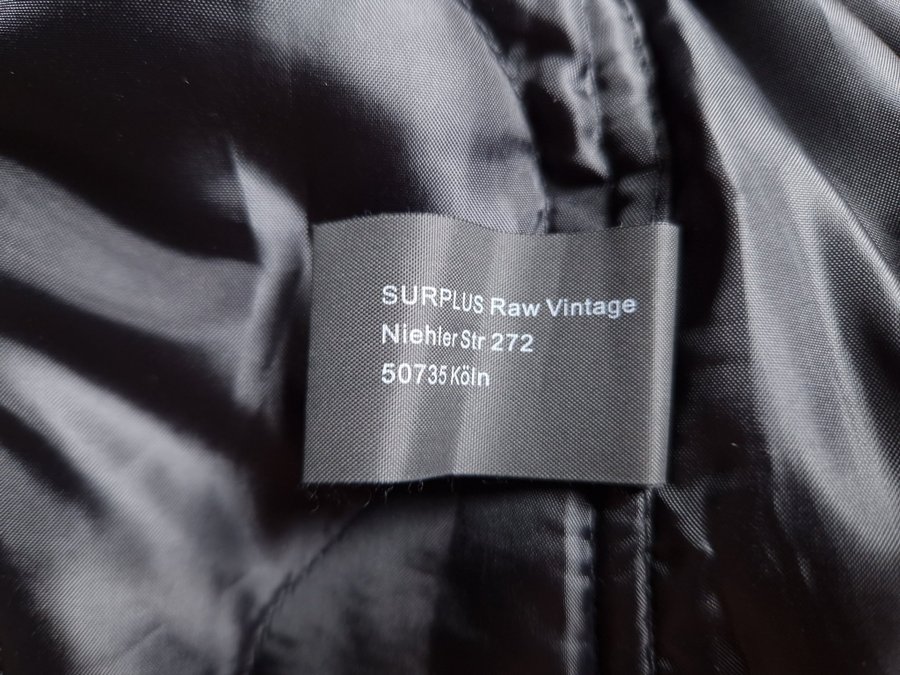 SURPLUS Raw Vintage
Niehler Str 272
50735 Köln